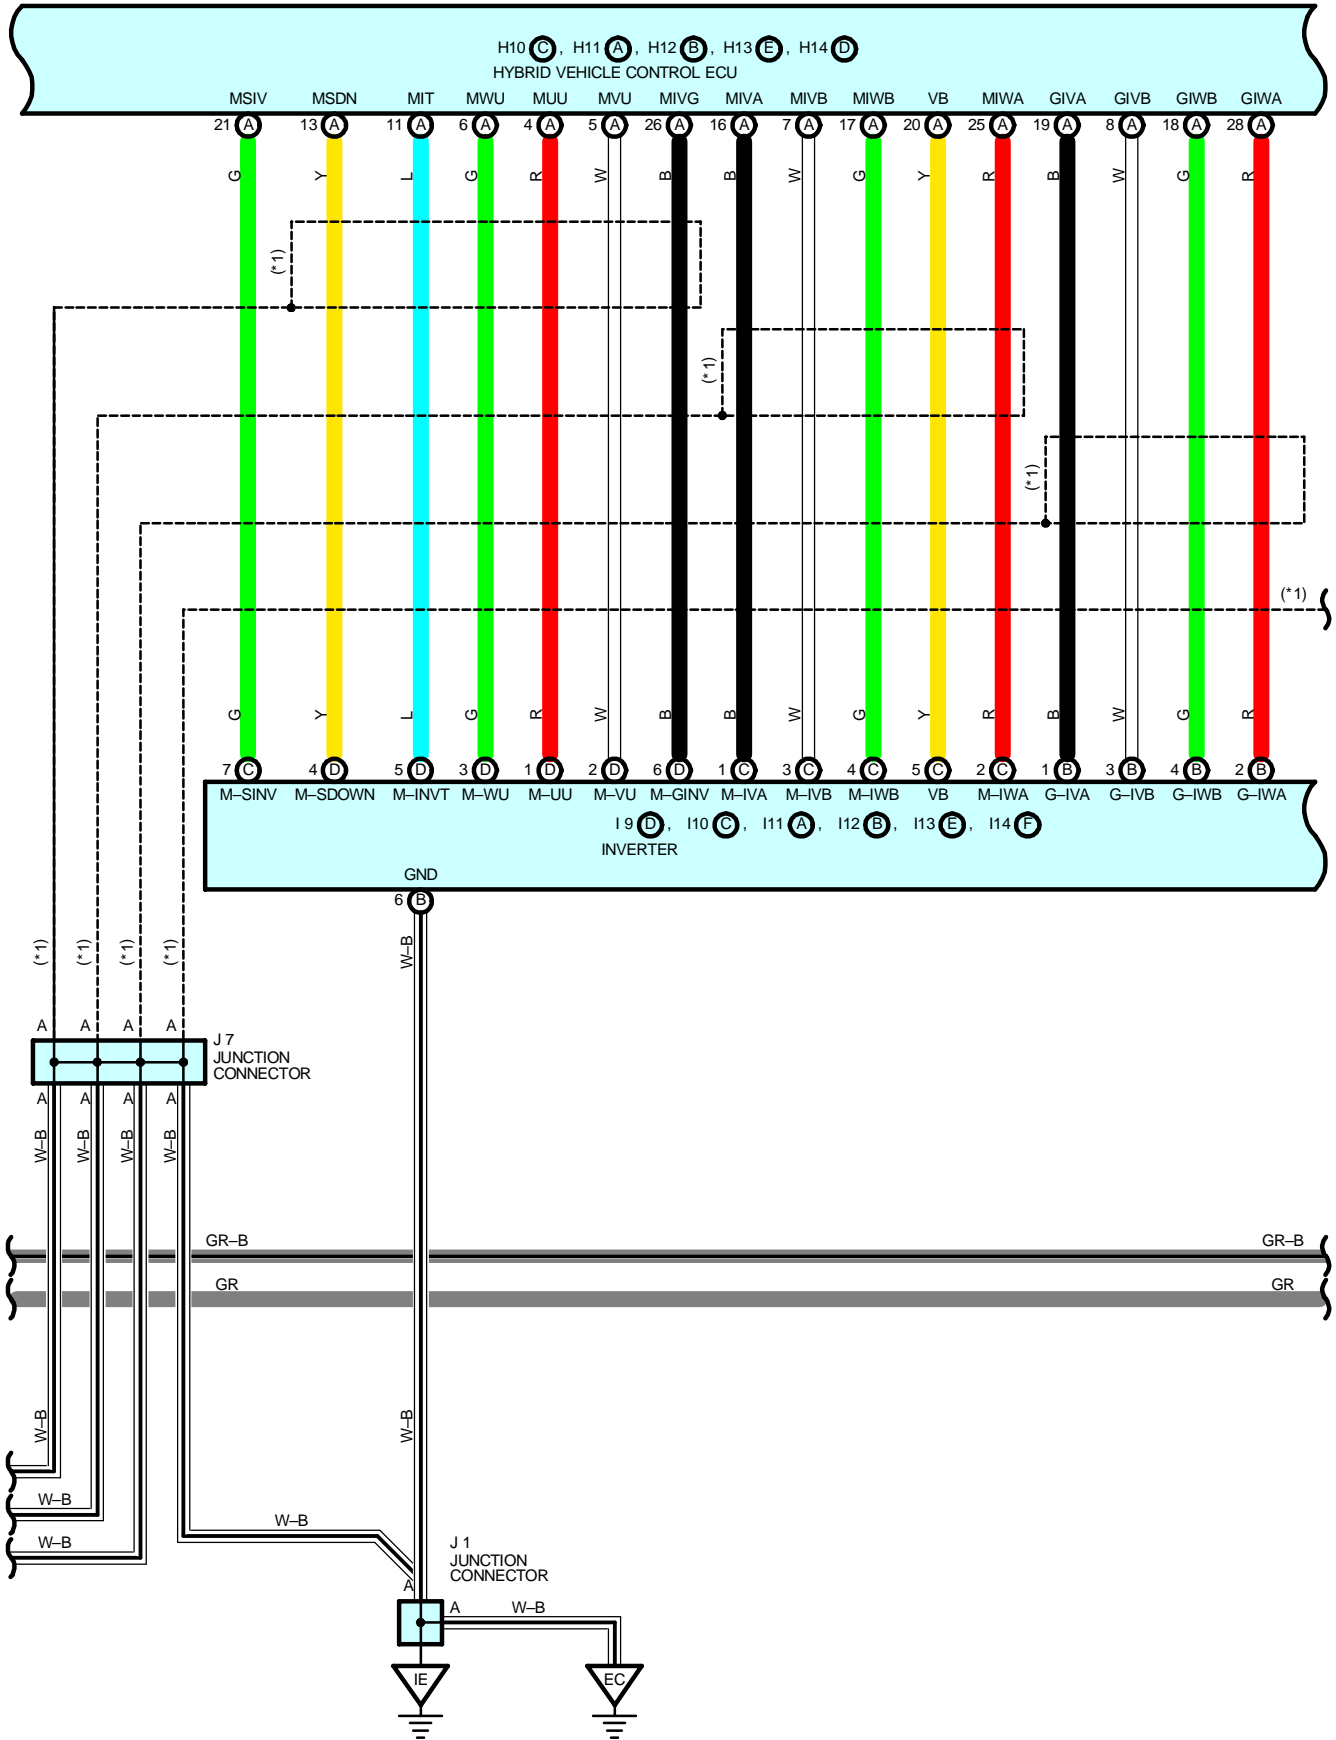 H10 C, H11 A, H12 B, H13 E, H14 D
HYBRID VEHICLE CONTROL ECU
MSIV MSDN MIT MWU MUU MVU MIVG MIVA MIVB MIWB VB MIWA GIVA GIVB GIWB GIWA
21 A 13 A 11 A 6 A 4 A 5 A 26 A 16 A 7 A 17 A 20 A 25 A 19 A 8 A 18 A 28 A
G Y L G R W B B W G Y R B W G R
(*1)
(*1)
(*1)
(*1)
G Y L G R W B B W G Y R B W G R
7 C 4 D 5 D 3 D 1 D 2 D 6 D 1 C 3 C 4 C 5 C 2 C 1 B 3 B 4 B 2 B
M–SINV M–SDOWN M–INVT M–WU M–UU M–VU M–GINV M–IVA M–IVB M–IWB VB M–IWA G–IVA G–IVB G–IWB G–IWA
I 9 D, I10 C, I11 A, I12 B, I13 E, I14 F
INVERTER
GND
6 B
(*1) (*1) (*1) (*1) W–B
A A A A
J 7
JUNCTION
CONNECTOR
A A A A
W–B W–B W–B W–B
GR–B GR–B
GR GR
W–B W–B
W–B
W–B
W–B
J 1
JUNCTION
CONNECTOR
A
A W–B
IE EC